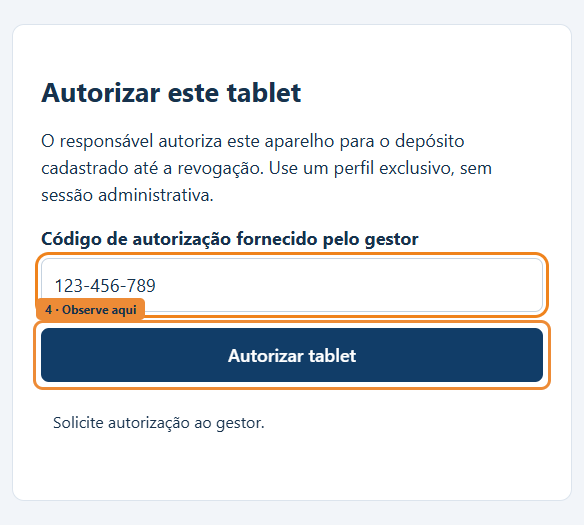 Autorizar este tablet
O responsável autoriza este aparelho para o depósito
cadastrado até a revogação. Use um perfil exclusivo, sem
sessão administrativa.
Código de autorização fornecido pelo gestor
123-456-789
4 · Observe aqui
Autorizar tablet
Solicite autorização ao gestor.